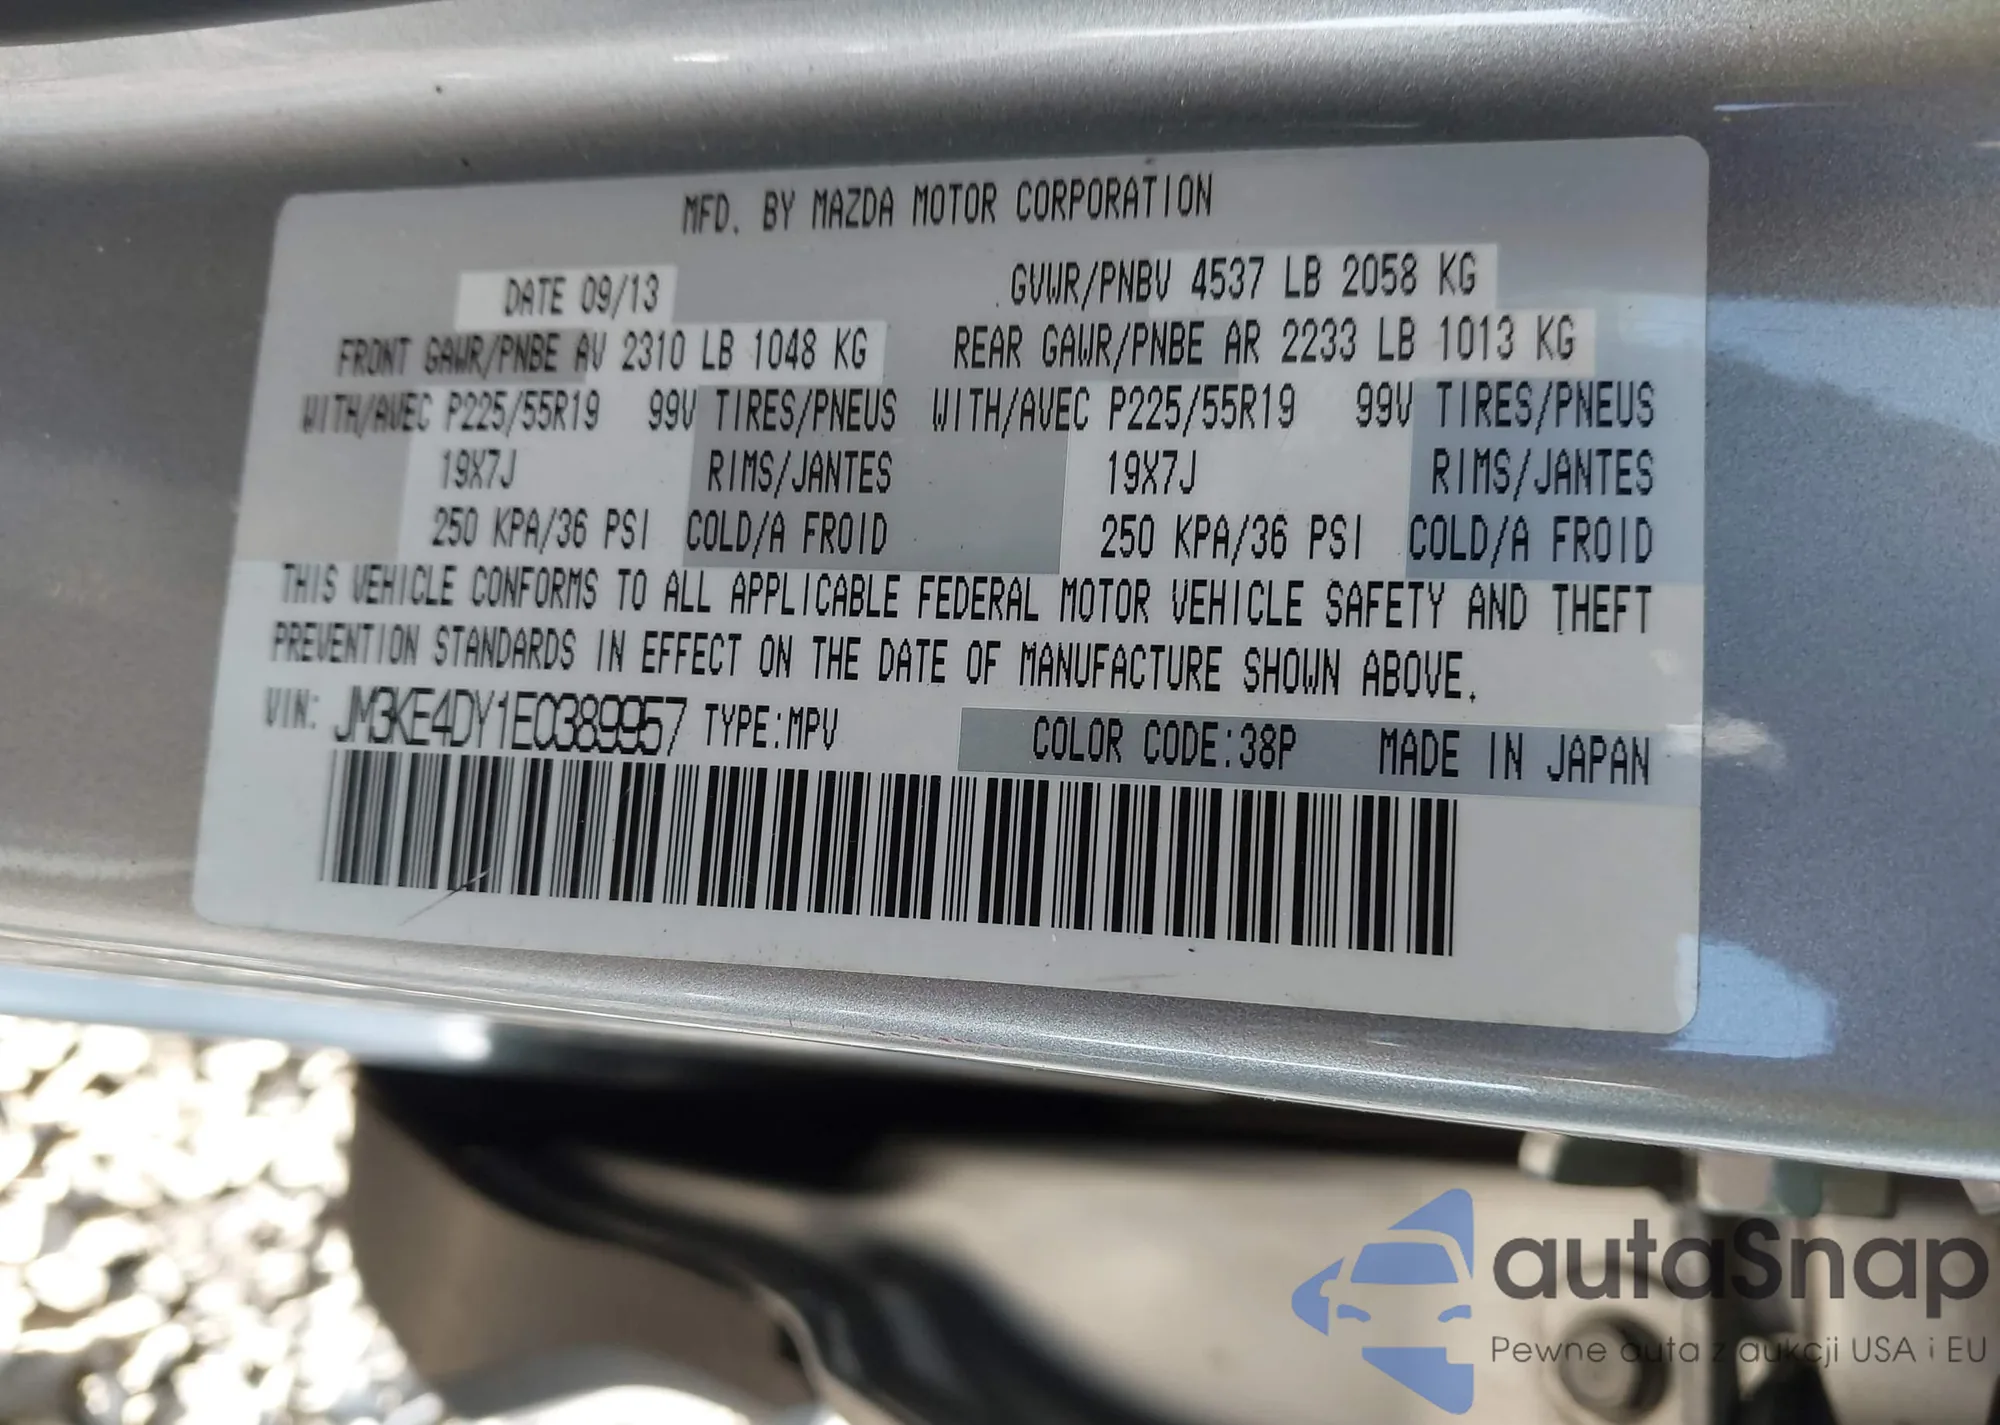 MFD. BY MAZDA MOTOR CORPORATION
DATE 09/13 GVWR/PNBV 4537 LB 2058 KG
FRONT GAWR/PNBE AV 2310 LB 1048 KG REAR GAWR/PNBE AR 2233 LB 1013 KG
WITH/AVEC P225/55R19 99V TIRES/PNEUS WITH/AVEC P225/55R19 99V TIRES/PNEUS
19X7J RIMS/JANTES 19X7J RIMS/JANTES
250 KPA/36 PSI COLD/A FROID 250 KPA/36 PSI COLD/A FROID
THIS VEHICLE CONFORMS TO ALL APPLICABLE FEDERAL MOTOR VEHICLE SAFETY AND THEFT
PREVENTION STANDARDS IN EFFECT ON THE DATE OF MANUFACTURE SHOWN ABOVE.
VIN: JM3KE4DY1E0389957 TYPE:MPV COLOR CODE:38P MADE IN JAPAN
autaSnap
Pewne auta z aukcji USA i EU